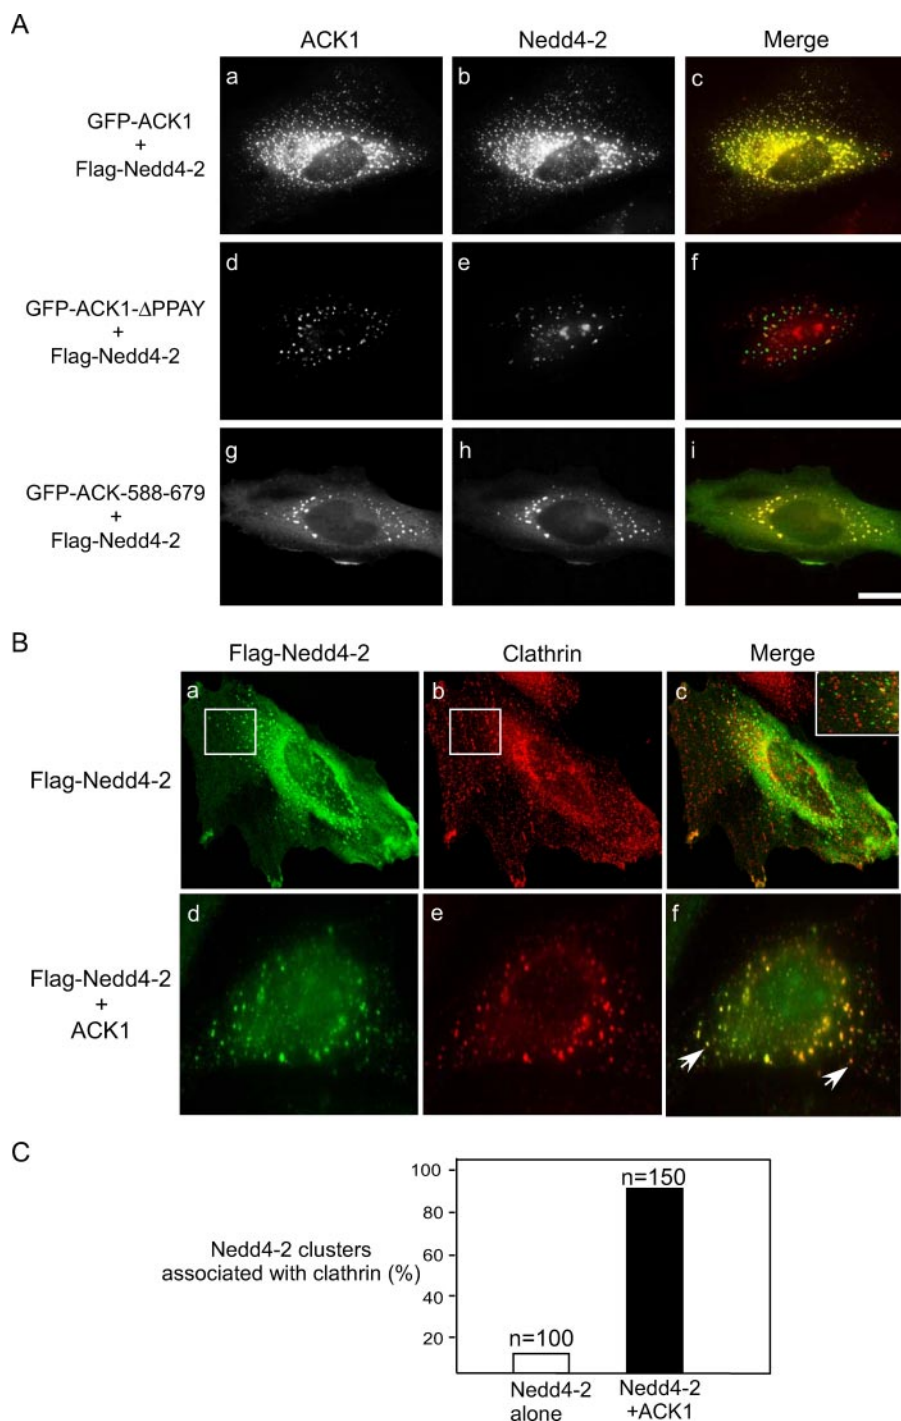 A
ACK1 Nedd4-2 Merge
GFP-ACK1
+
Flag-Nedd4-2
a b c
GFP-ACK1-ΔPPAY
+
Flag-Nedd4-2
d e f
GFP-ACK-588-679
+
Flag-Nedd4-2
g h i
B
Flag-Nedd4-2 Clathrin Merge
Flag-Nedd4-2
a b c
Flag-Nedd4-2
+
ACK1
d e f
C
Nedd4-2 clusters
associated with clathrin (%)
100
80
60
40
20
n=100
n=150
Nedd4-2
alone
Nedd4-2
+ACK1